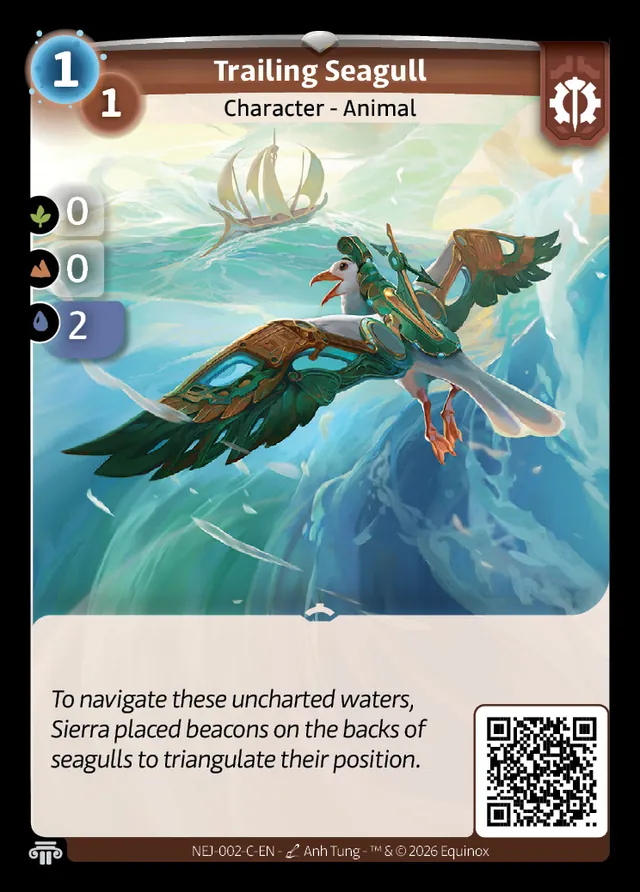 1
Trailing Seagull
1
Character - Animal
0
0
2
To navigate these uncharted waters,
Sierra placed beacons on the backs of
seagulls to triangulate their position.
NEJ-002-C-EN - Anh Tung - ™ & © 2026 Equinox